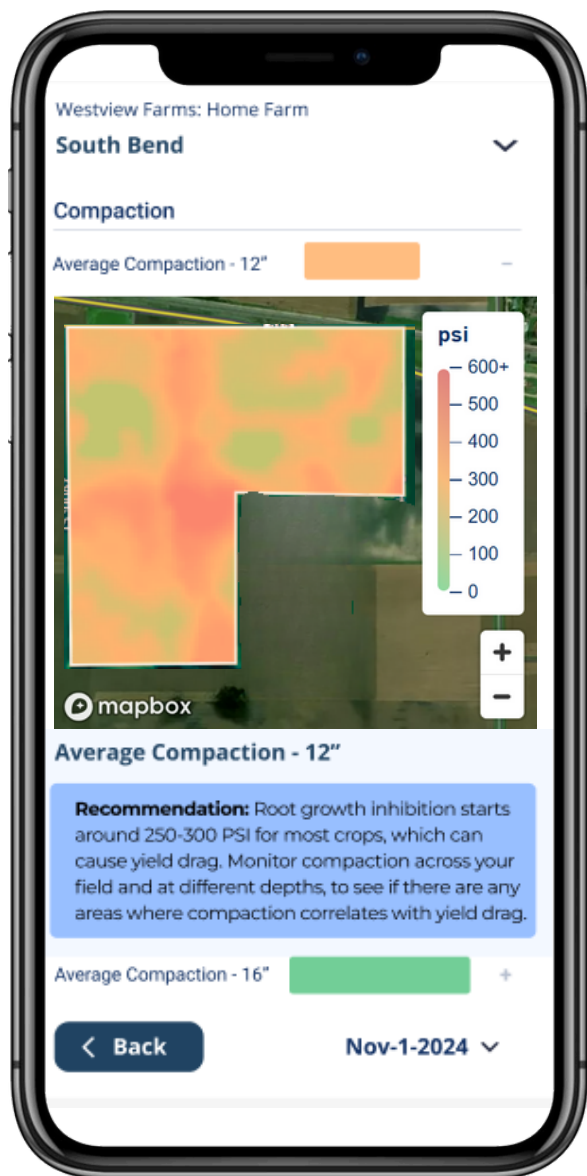 Westview Farms: Home Farm
South Bend
Compaction
Average Compaction - 12”
psi
600+
500
400
300
200
100
0
+
−
mapbox
Average Compaction - 12”
Recommendation: Root growth inhibition starts
around 250-300 PSI for most crops, which can
cause yield drag. Monitor compaction across your
field and at different depths, to see if there are any
areas where compaction correlates with yield drag.
Average Compaction - 16”
+
Back
Nov-1-2024